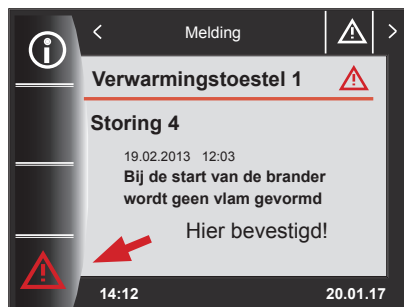 Melding
Verwarmingstoestel 1
Storing 4
19.02.2013 12:03
Bij de start van de brander
wordt geen vlam gevormd
Hier bevestigd!
14:12 20.01.17